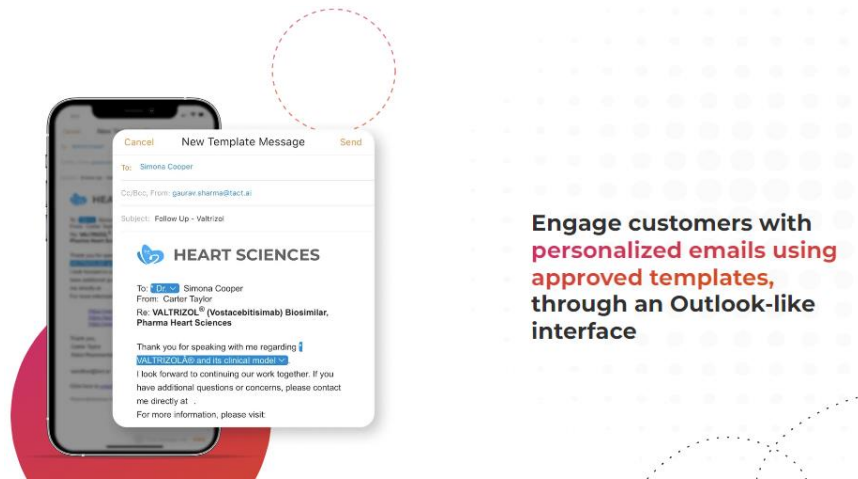 Cancel New Template Message Send
To: Simona Cooper
Cc/Bcc, From: gaurav.sharma@tact.ai
Subject: Follow Up - Valtrizol
HEART SCIENCES
To: * Dr. Simona Cooper
From: Carter Taylor
Re: VALTRIZOL® (Vostacebitisimab) Biosimilar,
Pharma Heart Sciences
Thank you for speaking with me regarding *
VALTRIZOLÂ® and its clinical model .
I look forward to continuing our work together. If you
have additional questions or concerns, please contact
me directly at .
For more information, please visit:
Engage customers with
personalized emails using
approved templates,
through an Outlook-like
interface